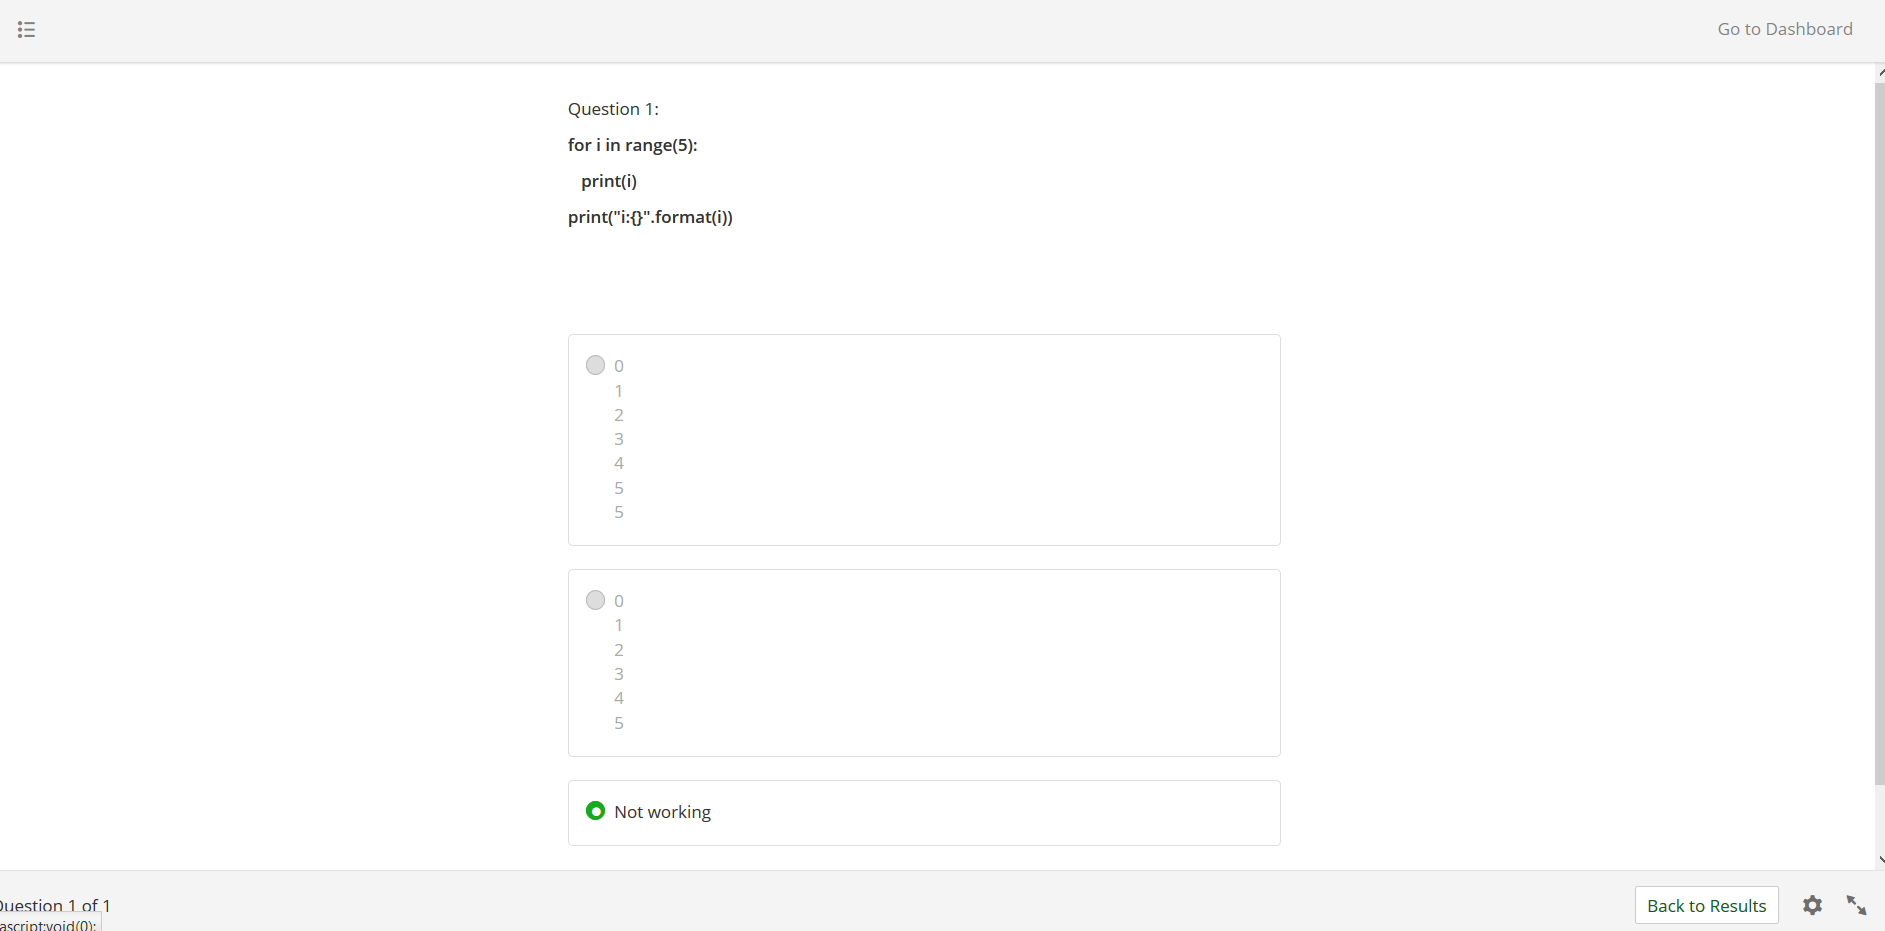 Go to Dashboard
Question 1:
for i in range(5):
print(i)
print("i:{}".format(i))
0
1
2
3
4
5
5
0
1
2
3
4
5
Not working
Question 1 of 1
ascript:void(0);
Back to Results